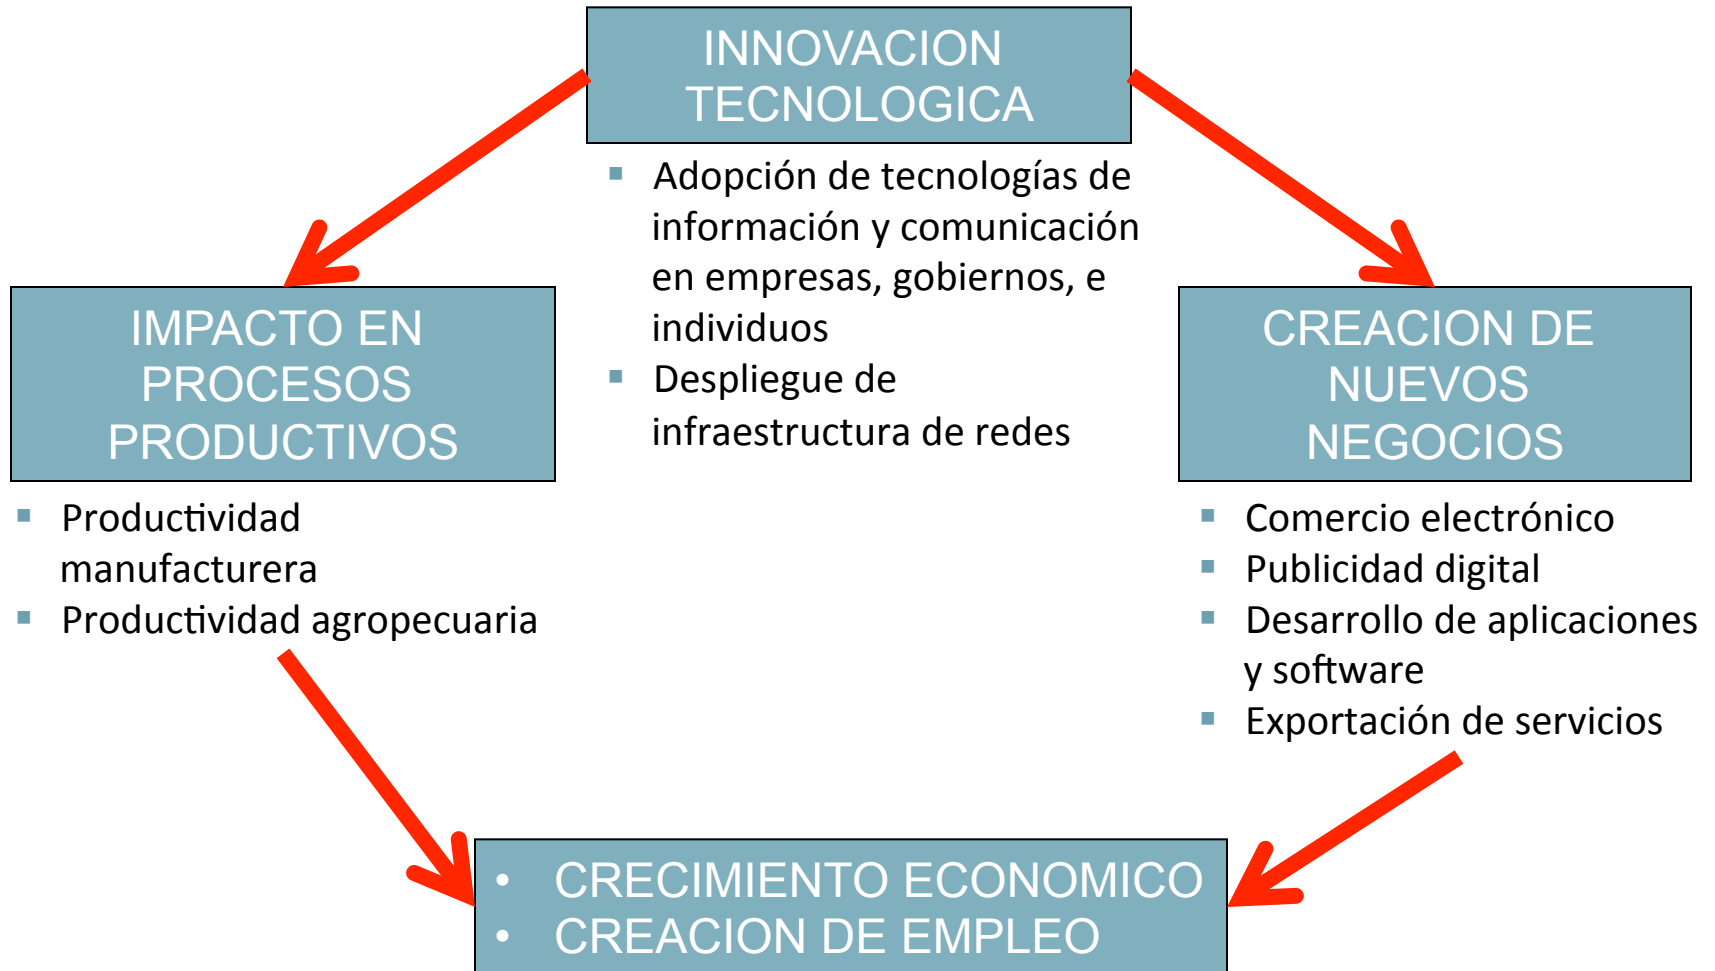 INNOVACION
TECNOLOGICA
▪ Adopción de tecnologías de
información y comunicación
en empresas, gobiernos, e
individuos
▪ Despliegue de
infraestructura de redes
IMPACTO EN
PROCESOS
PRODUCTIVOS
▪ Productividad
manufacturera
▪ Productividad agropecuaria
CREACION DE
NUEVOS
NEGOCIOS
▪ Comercio electrónico
▪ Publicidad digital
▪ Desarrollo de aplicaciones
y software
▪ Exportación de servicios
• CRECIMIENTO ECONOMICO
• CREACION DE EMPLEO